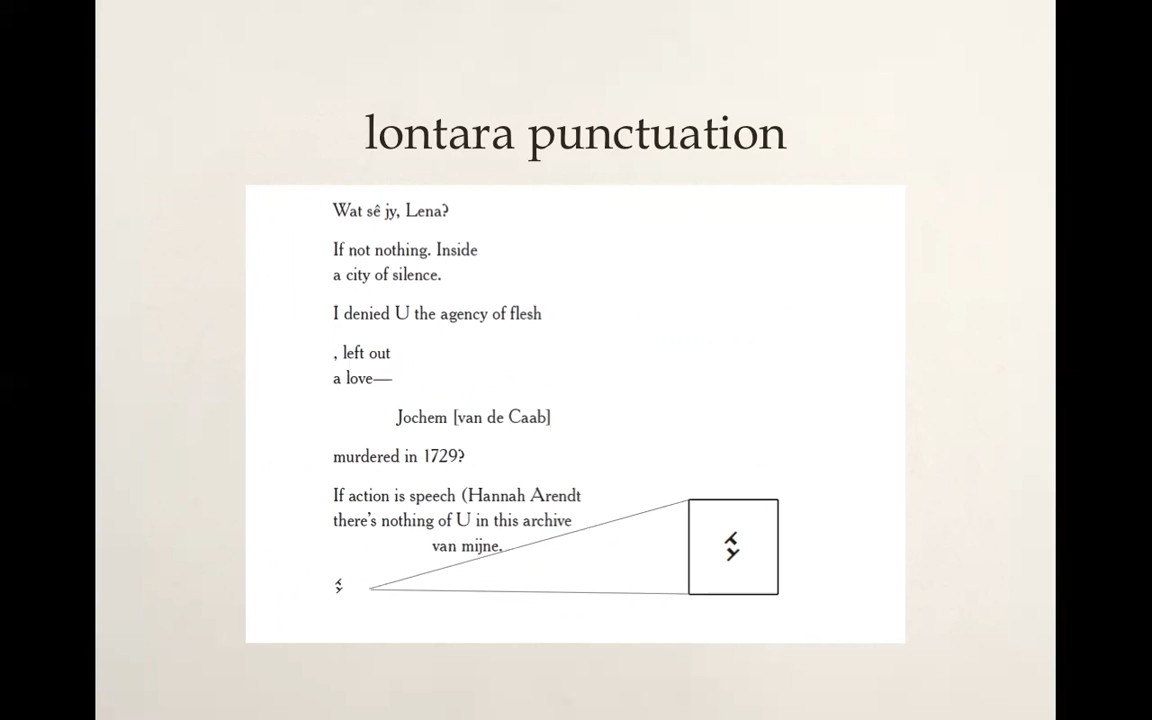 lontara punctuation
Wat sê jy, Lena?
If not nothing. Inside
a city of silence.
I denied U the agency of flesh
, left out
a love—
Jochem [van de Caab]
murdered in 1729?
If action is speech (Hannah Arendt
there's nothing of U in this archive
van mijne.